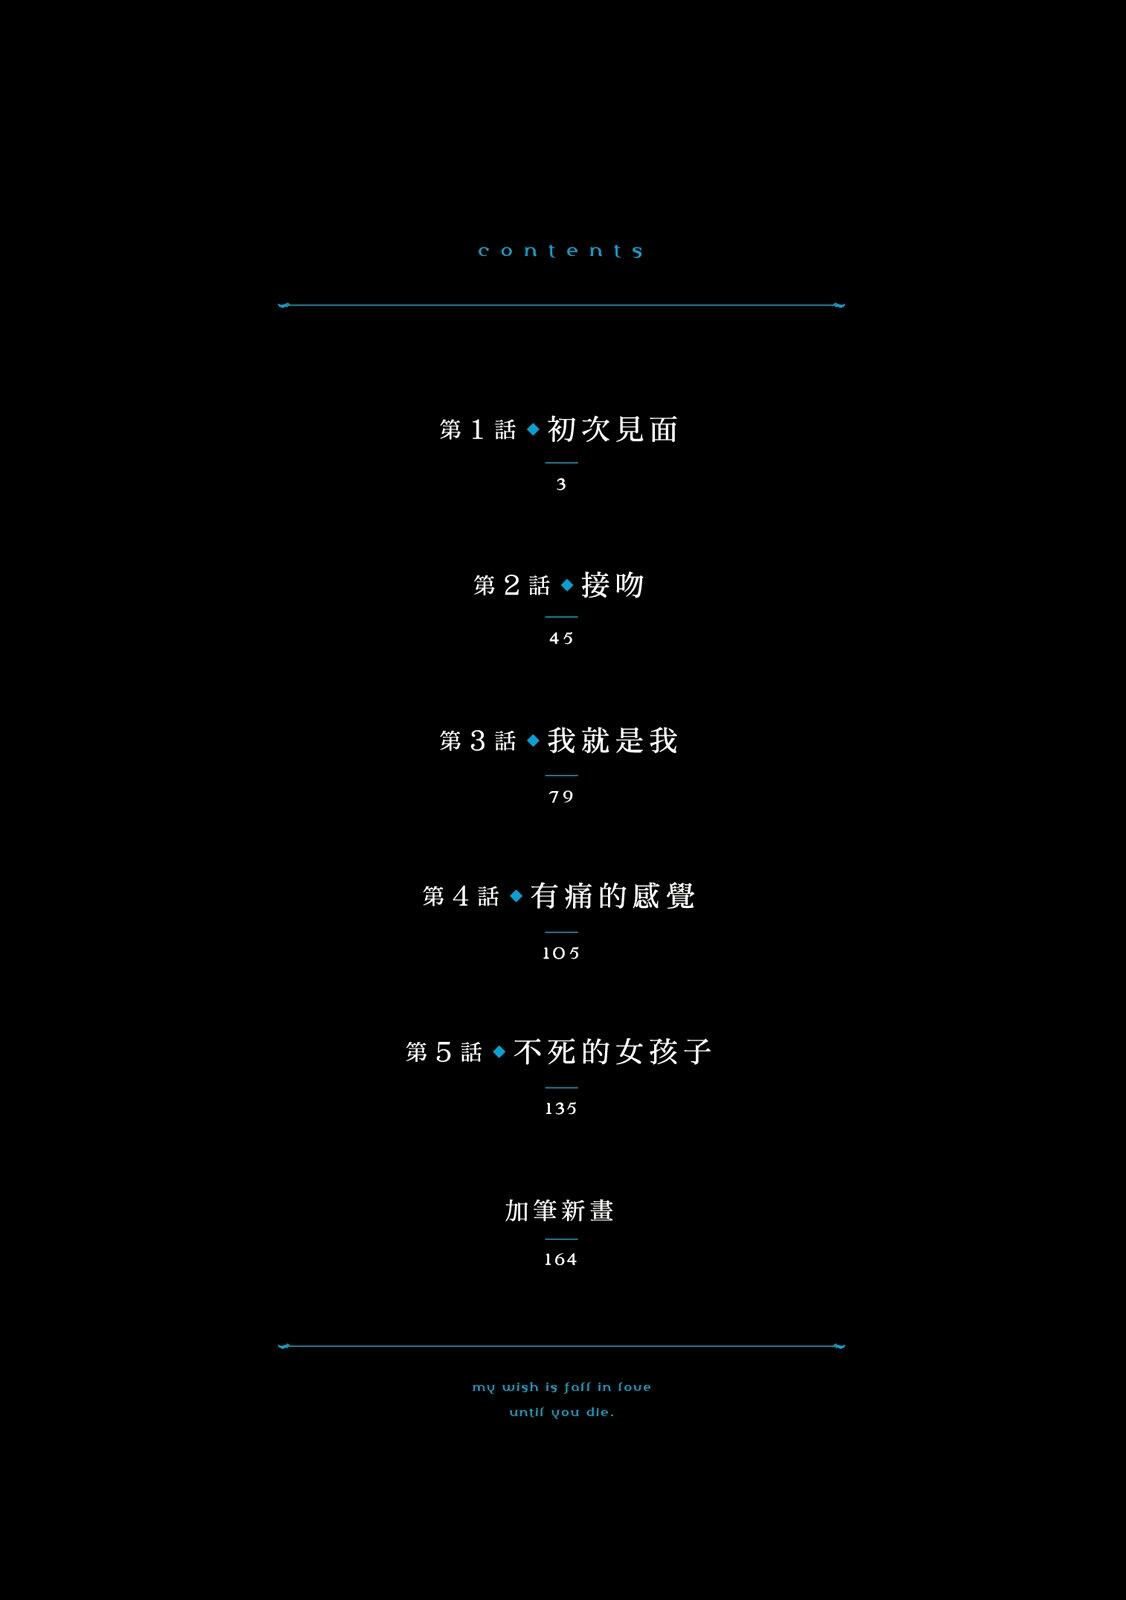 contents
第1話◆初次見面
3
第2話◆接吻
45
第3話◆我就是我
79
第4話◆有痛的感覺
105
第5話◆不死的女孩子
135
加筆新畫
164
my wish is fall in love
until you die.